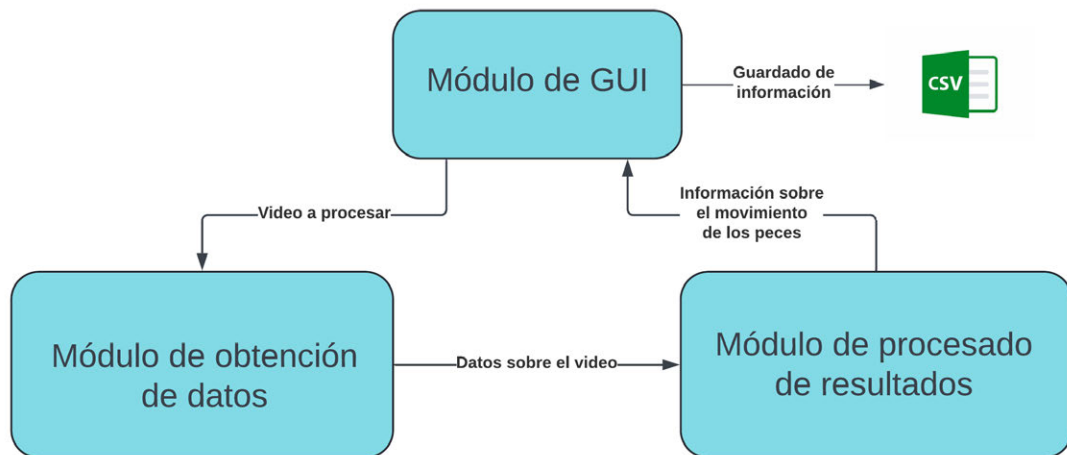 Módulo de GUI
Guardado de
información
CSV
Video a procesar
Información sobre
el movimiento
de los peces
Módulo de obtención
de datos
Datos sobre el video
Módulo de procesado
de resultados